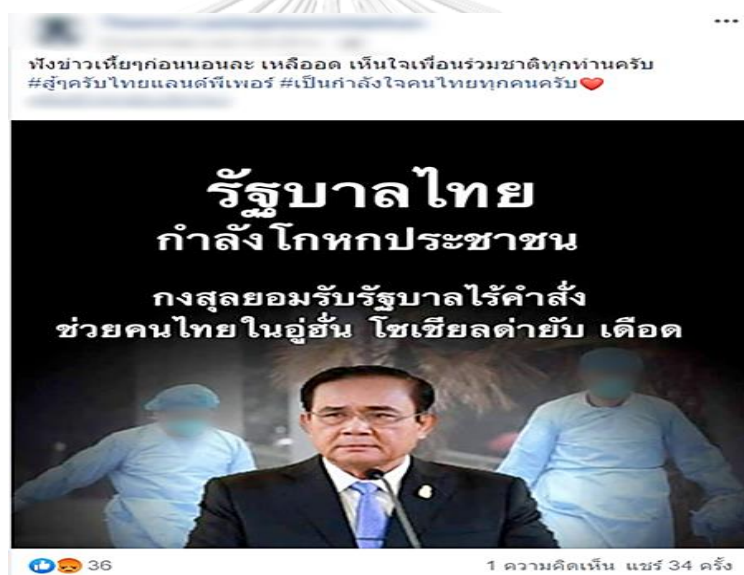 ฟังข่าวเหี้ยๆก่อนนอนละ เหลืออด เห็นใจเพื่อนร่วมชาติทุกท่านครับ
#สู้ๆครับไทยแลนด์พีเพอร์ #เป็นกำลังใจคนไทยทุกคนครับ❤️
รัฐบาลไทย
กำลังโกหกประชาชน
กงสุลยอมรับรัฐบาลไร้คำสั่ง
ช่วยคนไทยในอู่ฮั่น โซเชียลด่ายับ เดือด
36
1 ความคิดเห็น แชร์ 34 ครั้ง